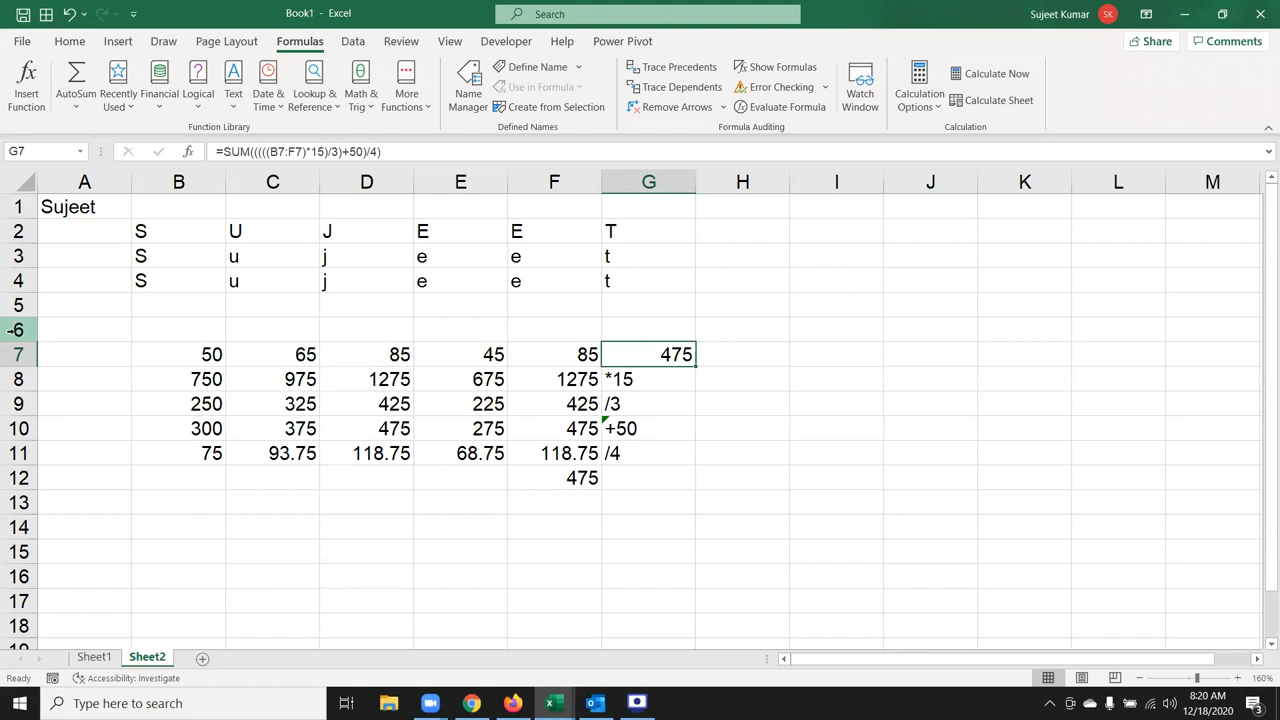 Book1 - Excel
Search
Sujeet Kumar
SK
File Home Insert Draw Page Layout Formulas Data Review View Developer Help Power Pivot
Share
Comments
Insert Function
AutoSum
Recently Used
Financial
Logical
Text
Date & Time
Lookup & Reference
Math & Trig
More Functions
Function Library
Name Manager
Define Name
Use in Formula
Create from Selection
Defined Names
Trace Precedents
Trace Dependents
Remove Arrows
Show Formulas
Error Checking
Evaluate Formula
Formula Auditing
Watch Window
Calculation Options
Calculate Now
Calculate Sheet
Calculation
G7
fx
=SUM(((((B7:F7)*15)/3)+50)/4)
A B C D E F G H I J K L M
1 Sujeet
2 S U J E E T
3 S u j e e t
4 S u j e e t
5
6
7 50 65 85 45 85 475
8 750 975 1275 675 1275 *15
9 250 325 425 225 425 /3
10 300 375 475 275 475 +50
11 75 93.75 118.75 68.75 118.75 /4
12 475
13
14
15
16
17
18
19
Sheet1 Sheet2
Ready
Accessibility: Investigate
160%
Type here to search
8:20 AM
12/18/2020
3